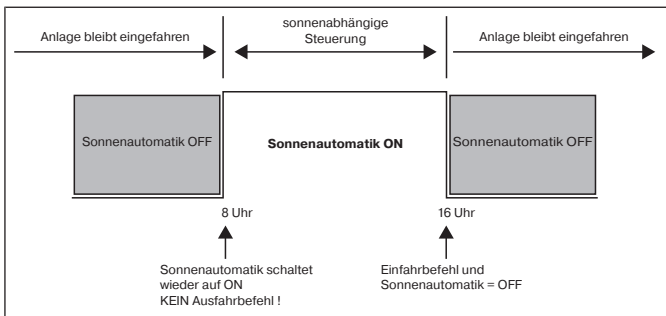 Anlage bleibt eingefahren
sonnenabhängige
Steuerung
Anlage bleibt eingefahren
Sonnenautomatik OFF
Sonnenautomatik ON
Sonnenautomatik OFF
8 Uhr
16 Uhr
Sonnenautomatik schaltet
wieder auf ON
KEIN Ausfahrbefehl !
Einfahrbefehl und
Sonnenautomatik = OFF